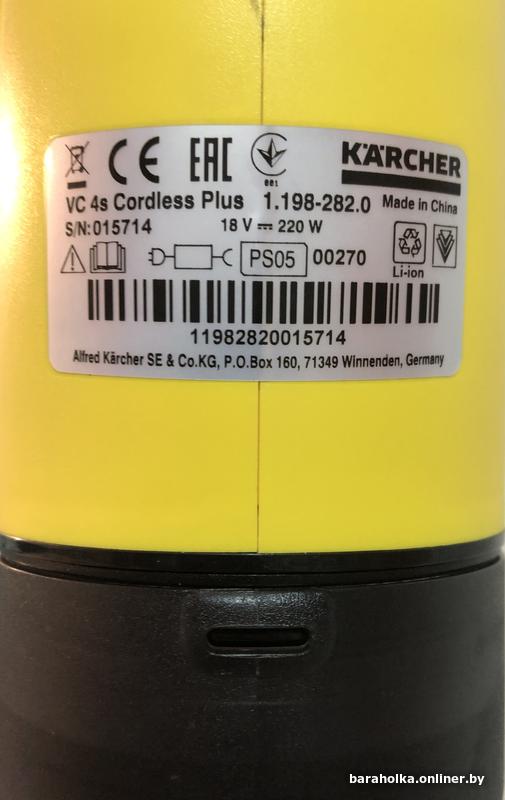 CE EAC 001 KÄRCHER
VC 4s Cordless Plus 1.198-282.0 Made in China
S/N: 015714 18 V ⎓ 220 W
PS05 00270 Li-ion
11982820015714
Alfred Kärcher SE & Co.KG, P.O.Box 160, 71349 Winnenden, Germany
baraholka.onliner.by